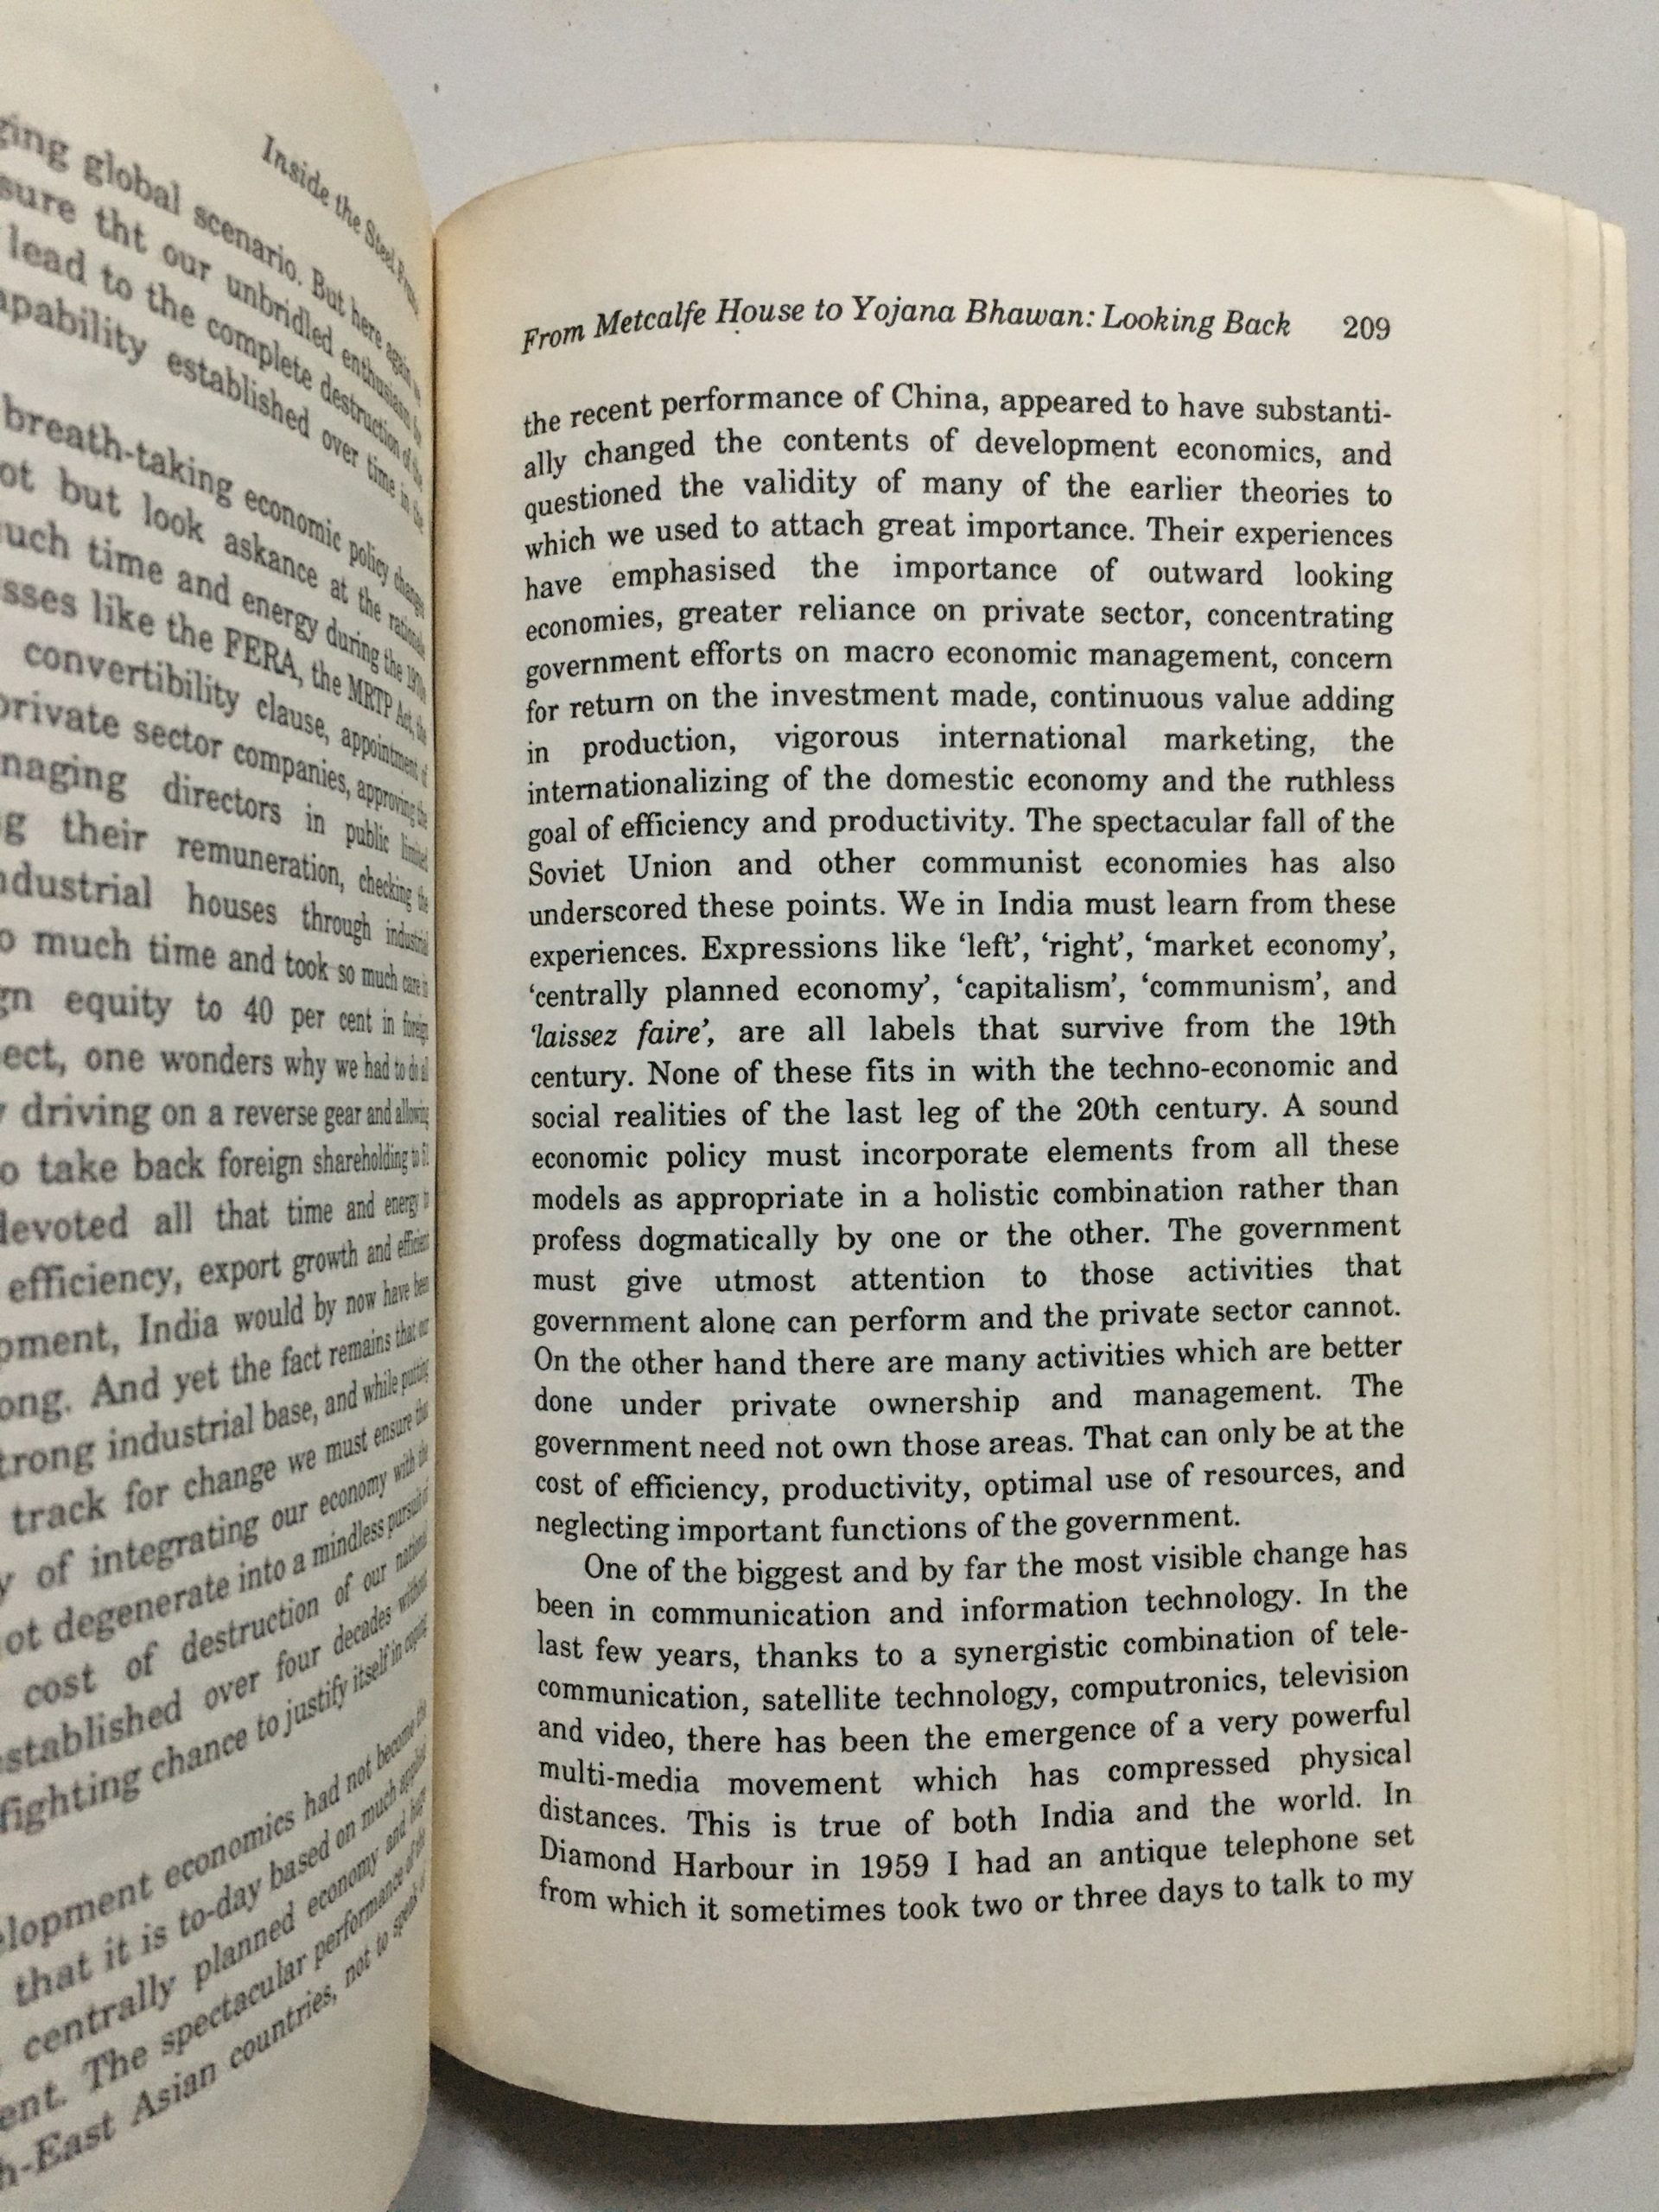 Inside the Steel
ging global scenario. But here again
sure tht our unbridled enthusiasm
lead to the complete destruction of the
apability established over time in the
breath-taking economic policy changes
ot but look askance at the rationale
uch time and energy during the 1970s
sses like the FERA, the MRTP Act, the
convertibility clause, appointment of
private sector companies, approving the
naging directors in public limited
g their remuneration, checking the
ndustrial houses through industrial
o much time and took so much care in
gn equity to 40 per cent in foreign
ect, one wonders why we had to do all
driving on a reverse gear and allowing
o take back foreign shareholding to
devoted all that time and energy
efficiency, export growth and efficient
pment, India would by now have been
ong. And yet the fact remains that our
trong industrial base, and while putting
track for change we must ensure that
y of integrating our economy with the
ot degenerate into a mindless pursuit of
cost of destruction of our national
established over four decades without
fighting chance to justify itself in
elopment economics had not become the
that it is to-day based on much
centrally planned economy and
ent. The spectacular performance of the
h-East Asian countries, not to speak of
From Metcalfe House to Yojana Bhawan: Looking Back 209
the recent performance of China, appeared to have substanti-
ally changed the contents of development economics, and
questioned the validity of many of the earlier theories to
which we used to attach great importance. Their experiences
have emphasised the importance of outward looking
economies, greater reliance on private sector, concentrating
government efforts on macro economic management, concern
for return on the investment made, continuous value adding
in production, vigorous international marketing, the
internationalizing of the domestic economy and the ruthless
goal of efficiency and productivity. The spectacular fall of the
Soviet Union and other communist economies has also
underscored these points. We in India must learn from these
experiences. Expressions like ‘left’, ‘right’, ‘market economy’,
‘centrally planned economy’, ‘capitalism’, ‘communism’, and
‘laissez faire’, are all labels that survive from the 19th
century. None of these fits in with the techno-economic and
social realities of the last leg of the 20th century. A sound
economic policy must incorporate elements from all these
models as appropriate in a holistic combination rather than
profess dogmatically by one or the other. The government
must give utmost attention to those activities that
government alone can perform and the private sector cannot.
On the other hand there are many activities which are better
done under private ownership and management. The
government need not own those areas. That can only be at the
cost of efficiency, productivity, optimal use of resources, and
neglecting important functions of the government.
One of the biggest and by far the most visible change has
been in communication and information technology. In the
last few years, thanks to a synergistic combination of tele-
communication, satellite technology, computronics, television
and video, there has been the emergence of a very powerful
multi-media movement which has compressed physical
distances. This is true of both India and the world. In
Diamond Harbour in 1959 I had an antique telephone set
from which it sometimes took two or three days to talk to my